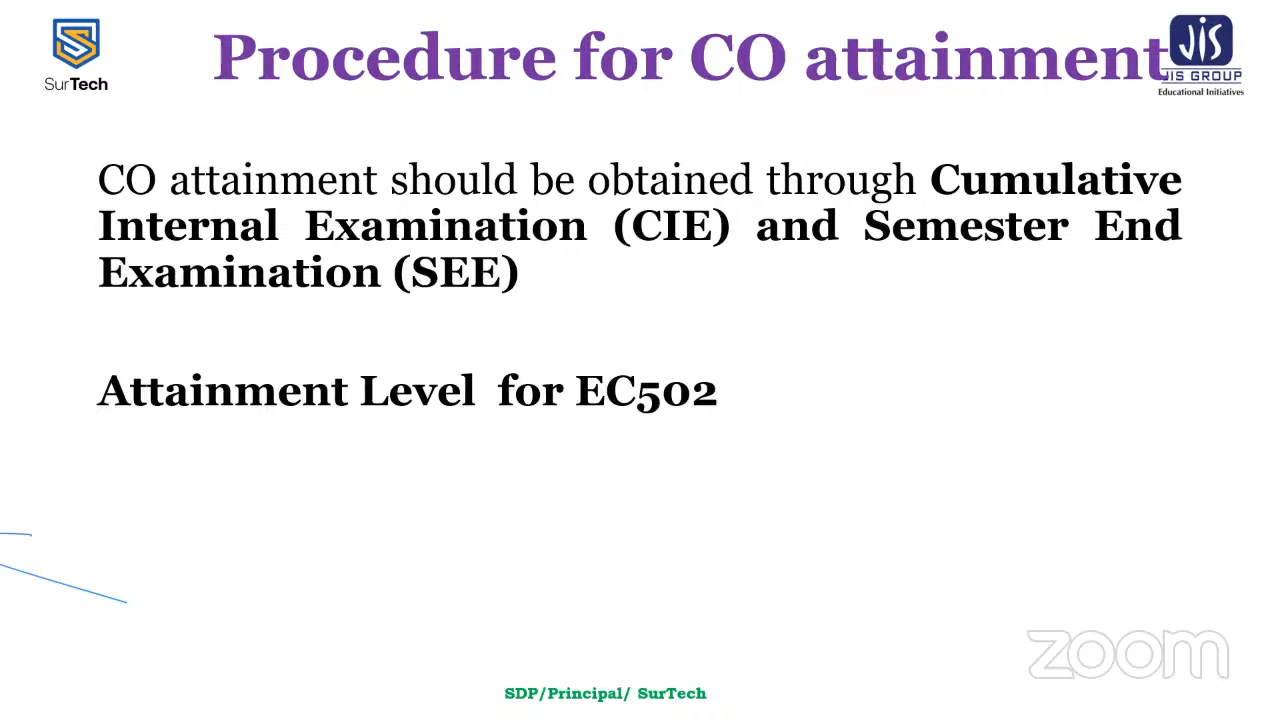 SurTech
Procedure for CO attainment
JIS
JIS GROUP
Educational Initiatives
CO attainment should be obtained through Cumulative
Internal Examination (CIE) and Semester End
Examination (SEE)
Attainment Level for EC502
zoom
SDP/Principal/ SurTech